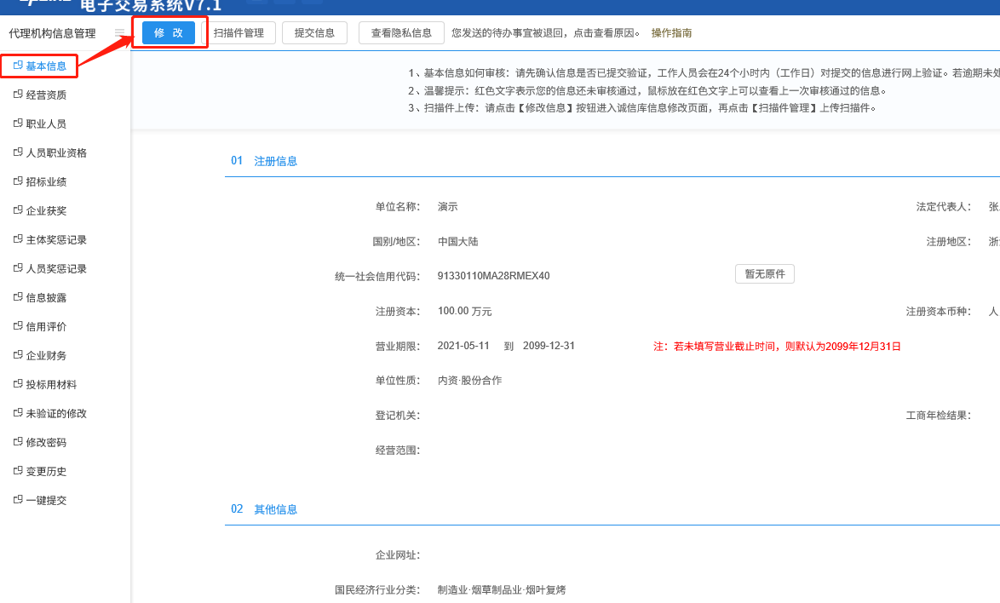 电子交易系统V7.1
代理机构信息管理
修 改
扫描件管理
提交信息
查看隐私信息
您发送的待办事宜被退回，点击查看原因。
操作指南
基本信息
经营资质
职业人员
人员职业资格
招标业绩
企业获奖
主体奖惩记录
人员奖惩记录
信息披露
信用评价
企业财务
投标用材料
未验证的修改
修改密码
变更历史
一键提交
1、基本信息如何审核：请先确认信息是否已提交验证，工作人员会在24个小时内（工作日）对提交的信息进行网上验证。若逾期未处
2、温馨提示：红色文字表示您的信息还未审核通过，鼠标放在红色文字上可以查看上一次审核通过的信息。
3、扫描件上传：请点击【修改信息】按钮进入诚信库信息修改页面，再点击【扫描件管理】上传扫描件。
01 注册信息
单位名称： 演示 法定代表人： 张
国别/地区： 中国大陆 注册地区： 浙
统一社会信用代码： 91330110MA28RMEX40 暂无原件
注册资本： 100.00 万元 注册资本币种： 人
营业期限： 2021-05-11 到 2099-12-31 注：若未填写营业截止时间，则默认为2099年12月31日
单位性质： 内资·股份合作
登记机关： 工商年检结果：
经营范围：
02 其他信息
企业网址：
国民经济行业分类： 制造业·烟草制品业·烟叶复烤